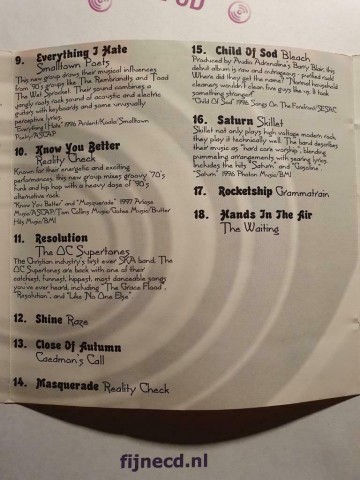 9. Everything I Hate
Smalltown Poets
This new group draws their musical influences
from '90's groups like The Rembrandts and Toad
The Wet Sprocket. Their sound combines a
jangly rock sound of acoustic and electric
guitars with keyboards and some unusually
perceptive lyrics.
"Everything I Hate" 1996 Ardent/Koala/Smalltown
Poetry/ASCAP
10. Know You Better
Reality Check
Known for their energetic and exciting
performances, this new group mixes groovy '70's
funk and hip hop with a heavy dose of '90's
alternative rock.
"Know You Better" and "Masquerade" 1997 Ariose
Music/ASCAP/Tom Collins Music/Gotee Music/Butter
Hits Music/BMI
11. Resolution
The OC Supertones
The Christian industry's first ever SKA band. The
OC Supertones are back with one of their
catchiest, funnest, hippest, most danceable songs
you've ever heard, including "The Grace Flood",
"Resolution", and "Like No One Else"
12. Shine Raze
13. Close Of Autumn
Caedmon's Call
14. Masquerade Reality Check
15. Child Of Sod Bleach
Produced by Audio Adrenaline's Barry Blair, this
debut album is raw and outrageous - purified rock!
Where did they get the name? "Normal household
cleaners wouldn't clean five guys like us. It took
something stronger!"
"Child Of Sod" 1996 Songs On The Forefront/SESAC
16. Saturn Skillet
Skillet not only plays high voltage modern rock,
they play it technically well. The band describes
their music as "hard core worship", blending
pummeling arrangements with searing lyrics.
Includes the hits "Saturn" and "Gasoline".
"Saturn" 1996 Photon Music/BMI
17. Rocketship Grammatrain
18. Hands In The Air
The Waiting
fijnecd.nl